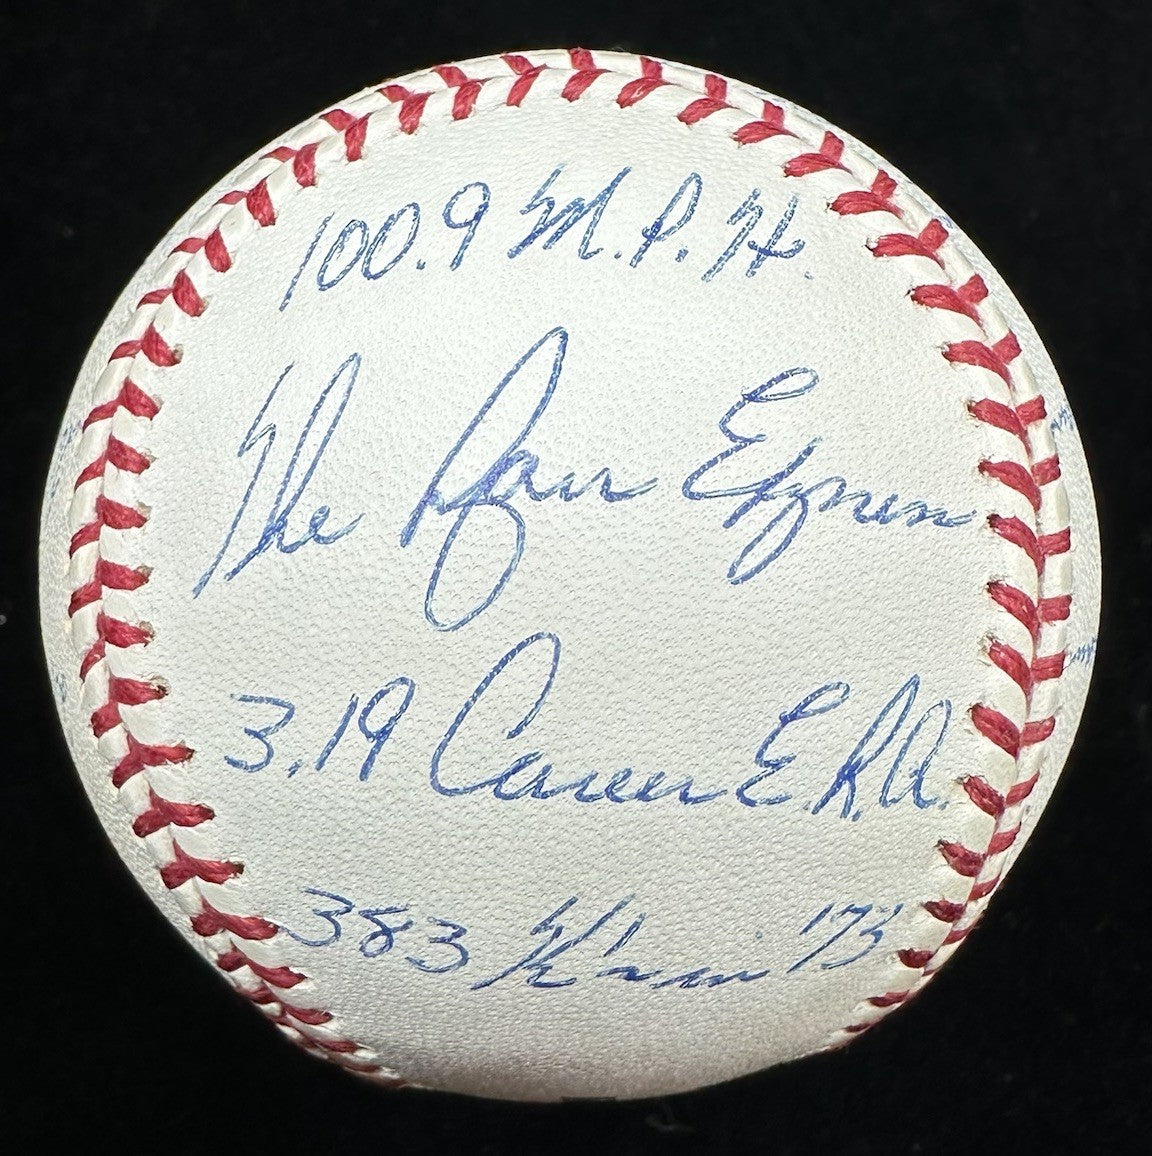 100.9 M.P.H.
The Ryan Express
3.19 Career E.R.A.
383 K's in '73